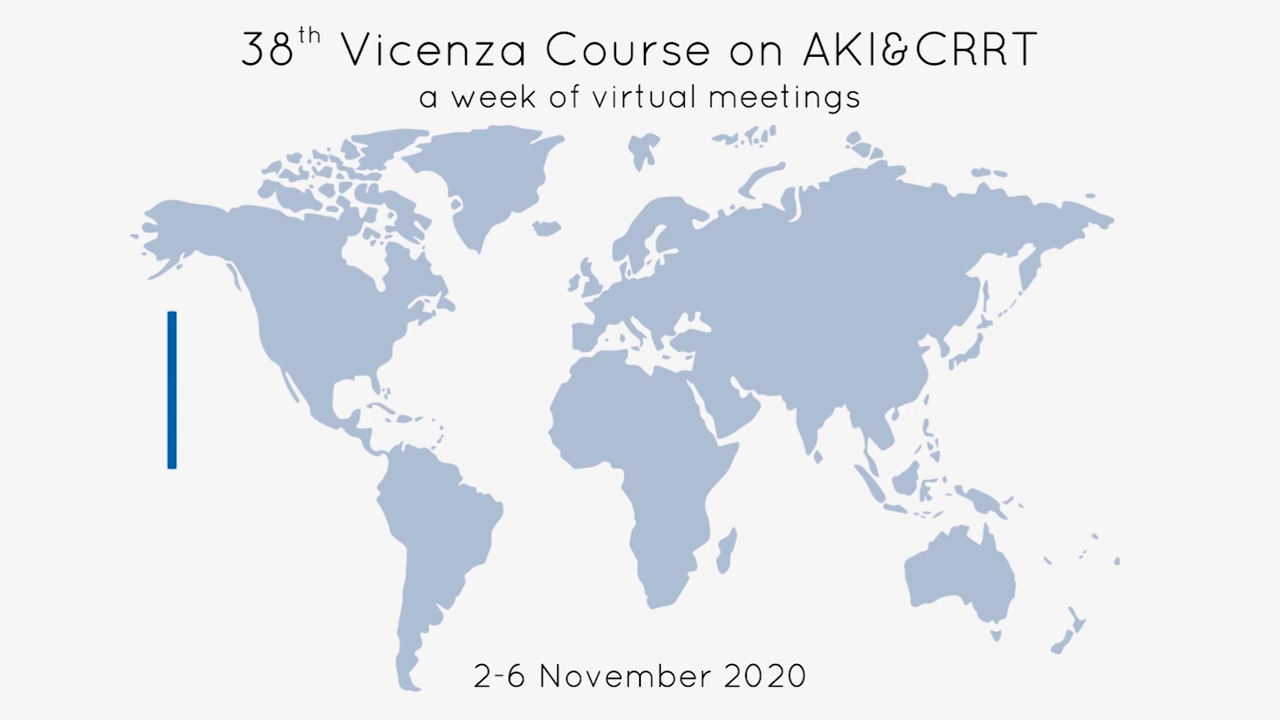 38th Vicenza Course on AKI&CRRT
a week of virtual meetings
2-6 November 2020